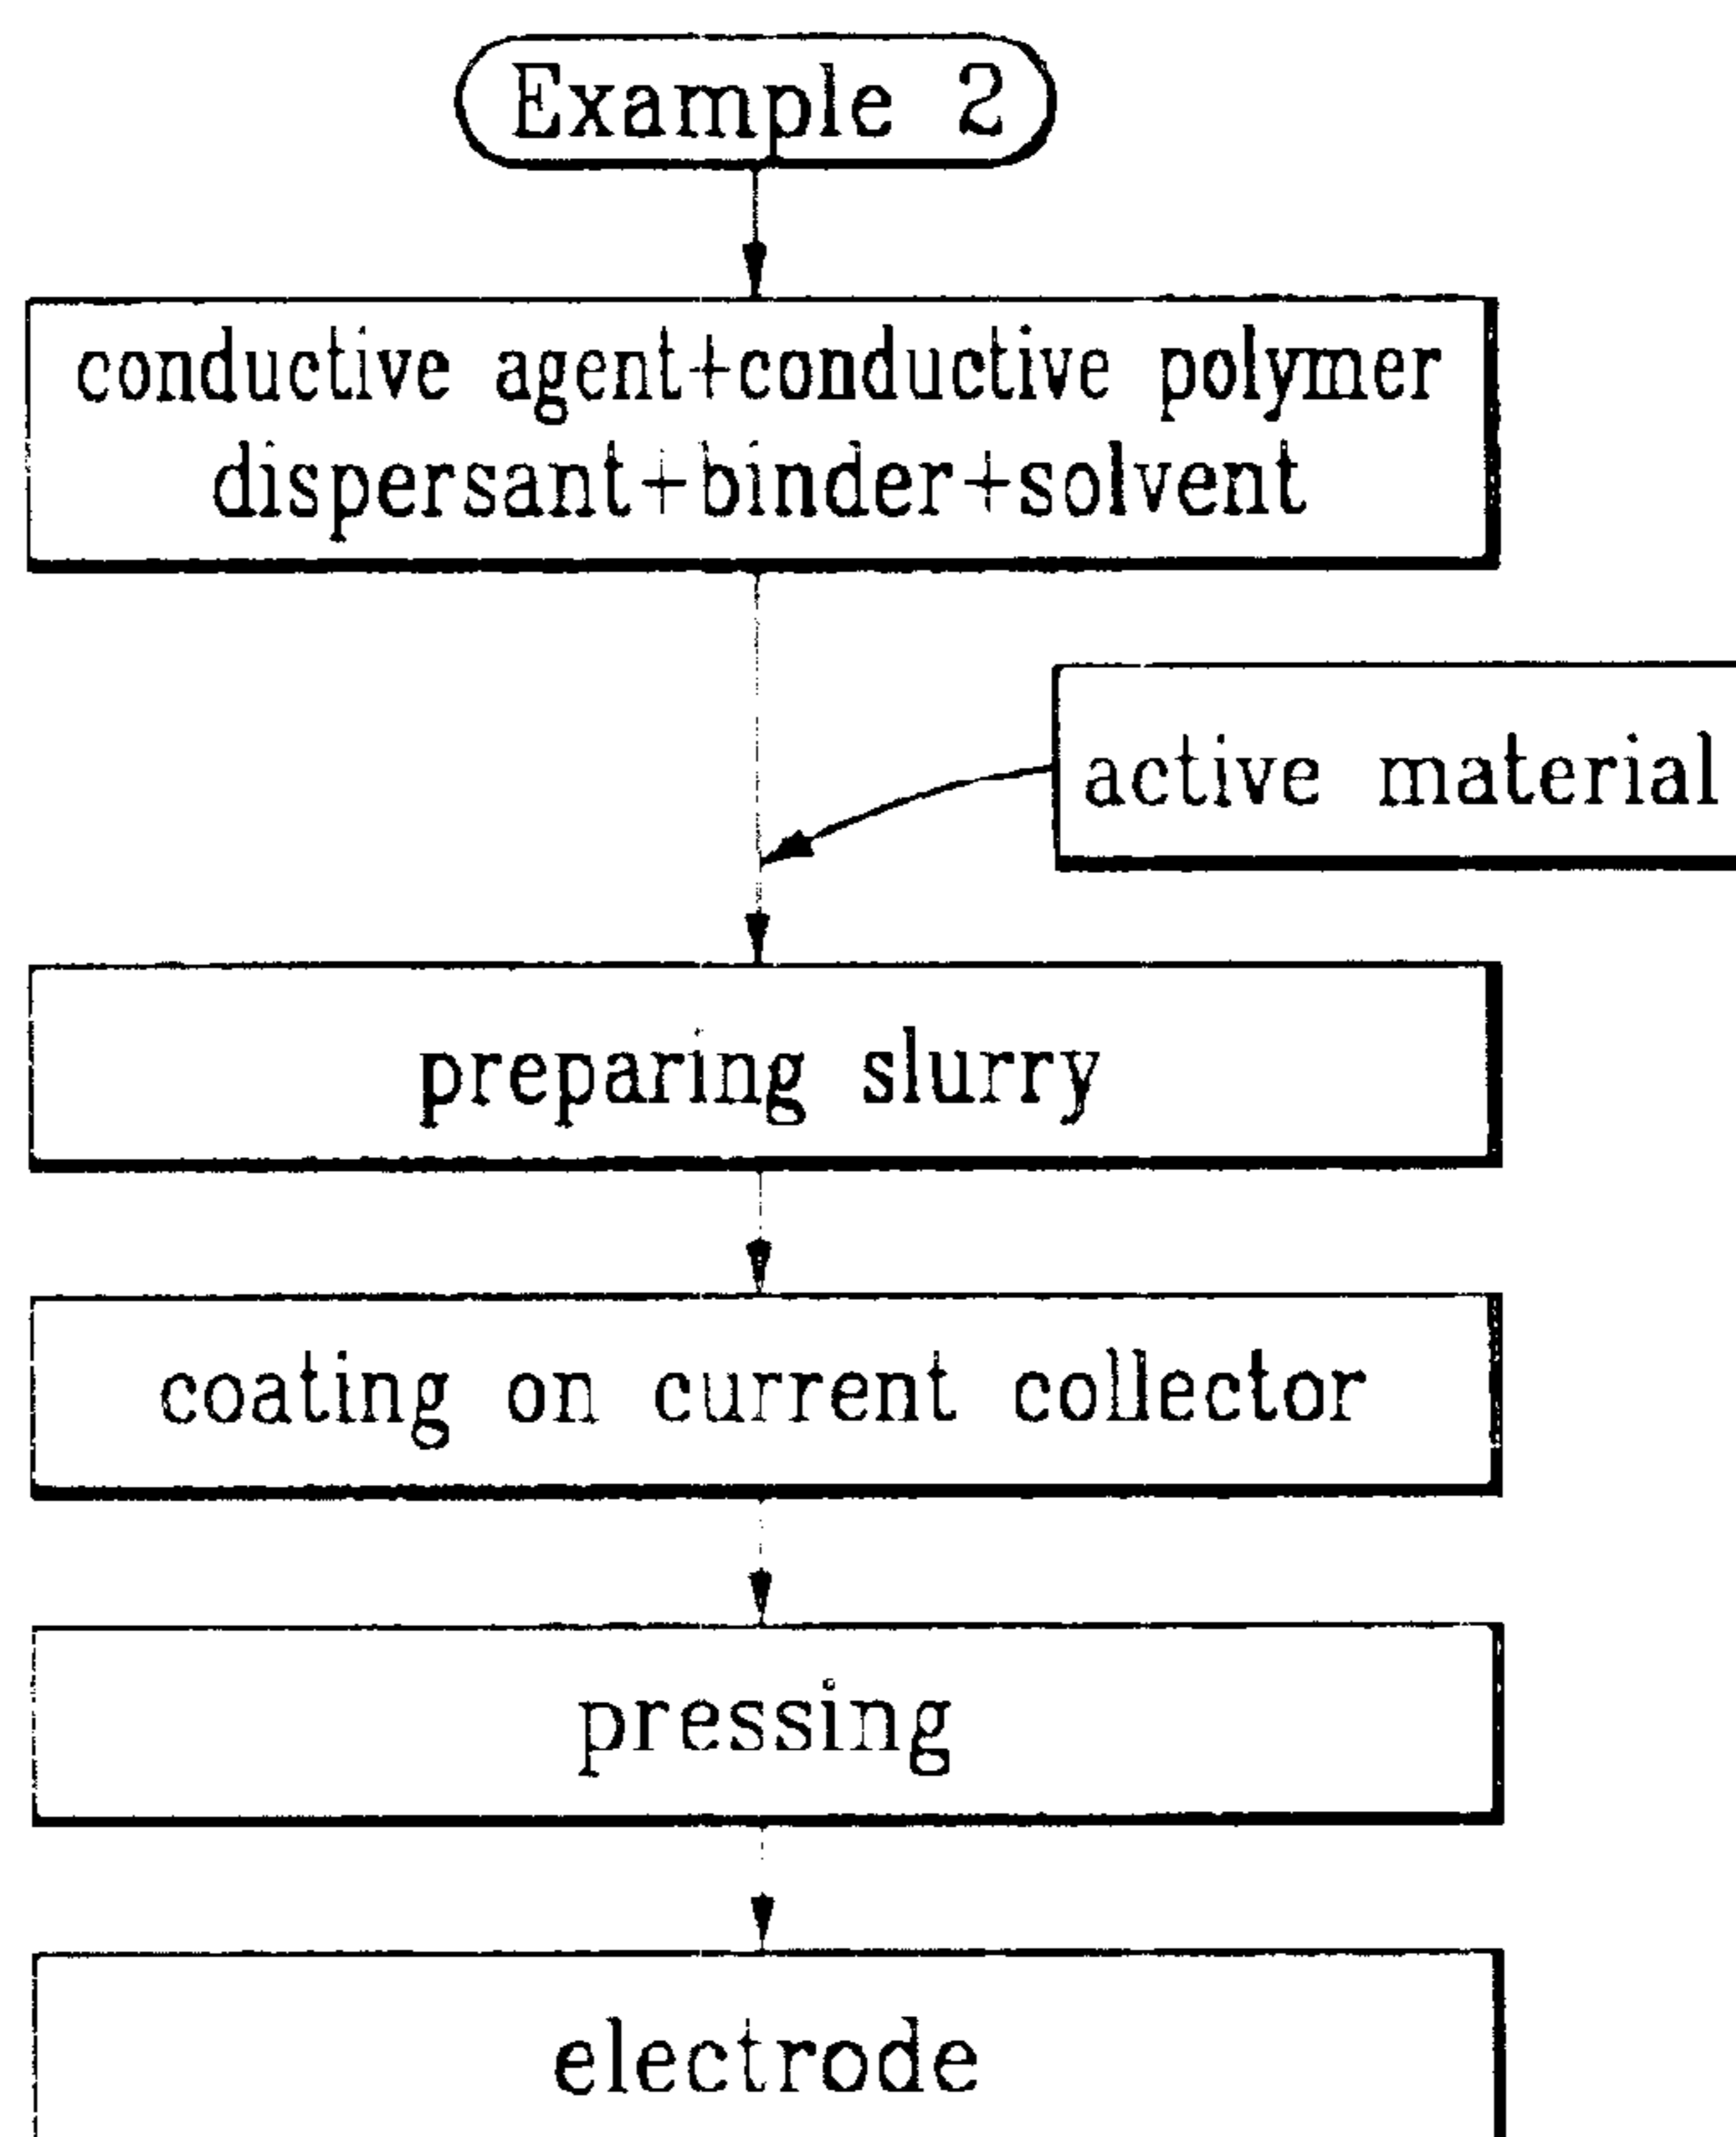 Example 2
conductive agent+conductive polymer
dispersant+binder+solvent
active material
preparing slurry
coating on current collector
pressing
electrode